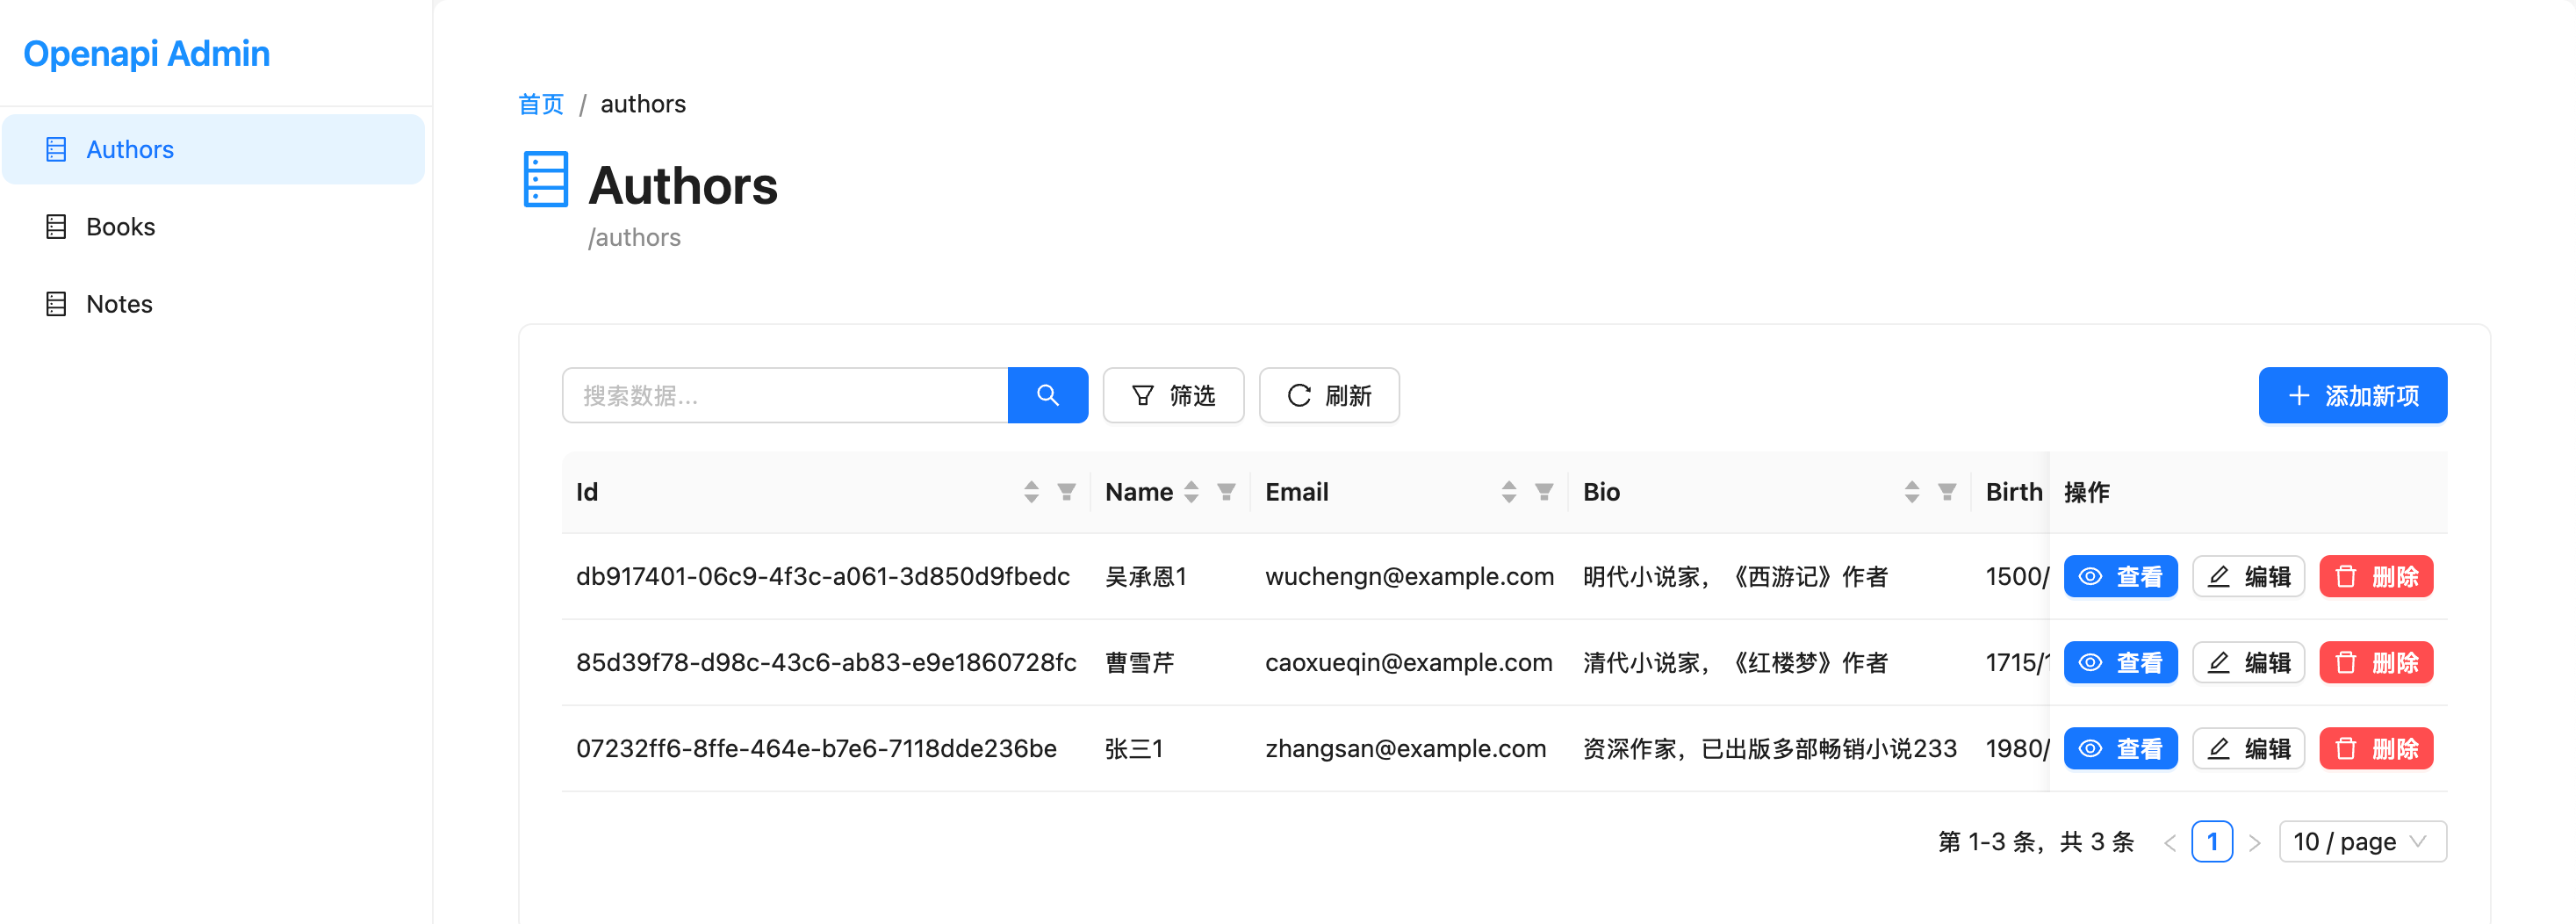 Openapi Admin
Authors
Books
Notes
首页 / authors
Authors
/authors
搜索数据...
筛选
刷新
添加新项
Id Name Email Bio Birth 操作
db917401-06c9-4f3c-a061-3d850d9fbedc 吴承恩1 wuchengn@example.com 明代小说家，《西游记》作者 1500/ 查看 编辑 删除
85d39f78-d98c-43c6-ab83-e9e1860728fc 曹雪芹 caoxueqin@example.com 清代小说家，《红楼梦》作者 1715/ 查看 编辑 删除
07232ff6-8ffe-464e-b7e6-7118dde236be 张三1 zhangsan@example.com 资深作家，已出版多部畅销小说233 1980/ 查看 编辑 删除
第 1-3 条，共 3 条 1 10 / page